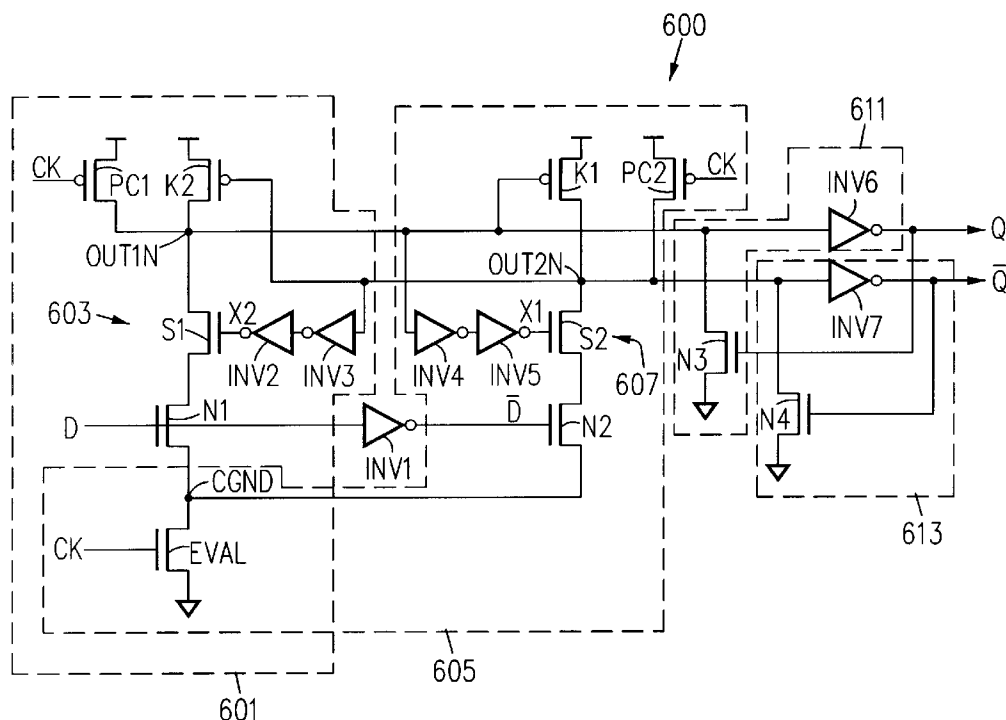 600
611
CK
PC1
K2
K1
PC2
CK
INV6
Q
OUT1N
OUT2N
Q̅
INV7
603
S1
X2
X1
S2
INV2
INV3
INV4
INV5
607
N3
N4
D
N1
D̅
N2
INV1
CGND
613
CK
EVAL
605
601